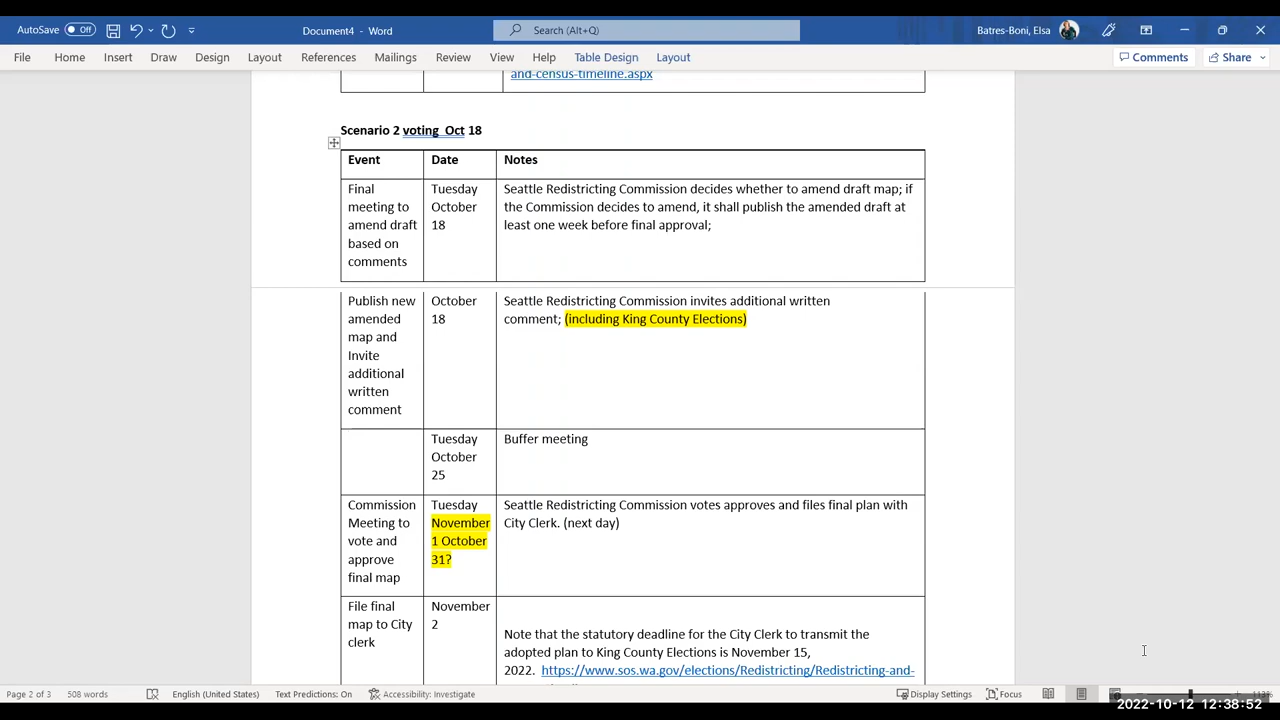 AutoSave Off Document4 - Word Search (Alt+Q) Batres-Boni, Elsa
File Home Insert Draw Design Layout References Mailings Review View Help Table Design Layout Comments Share
and-census-timeline.aspx
Scenario 2 voting Oct 18
Event Date Notes
Final
meeting to
amend draft
based on
comments
Tuesday
October
18
Seattle Redistricting Commission decides whether to amend draft map; if
the Commission decides to amend, it shall publish the amended draft at
least one week before final approval;
Publish new
amended
map and
Invite
additional
written
comment
October
18
Seattle Redistricting Commission invites additional written
comment; (including King County Elections)
Tuesday
October
25
Buffer meeting
Commission
Meeting to
vote and
approve
final map
Tuesday
November
1 October
31?
Seattle Redistricting Commission votes approves and files final plan with
City Clerk. (next day)
File final
map to City
clerk
November
2
Note that the statutory deadline for the City Clerk to transmit the
adopted plan to King County Elections is November 15,
2022. https://www.sos.wa.gov/elections/Redistricting/Redistricting-and-
Page 2 of 3 508 words English (United States) Text Predictions: On Accessibility: Investigate Display Settings Focus
2022-10-12 12:38:52